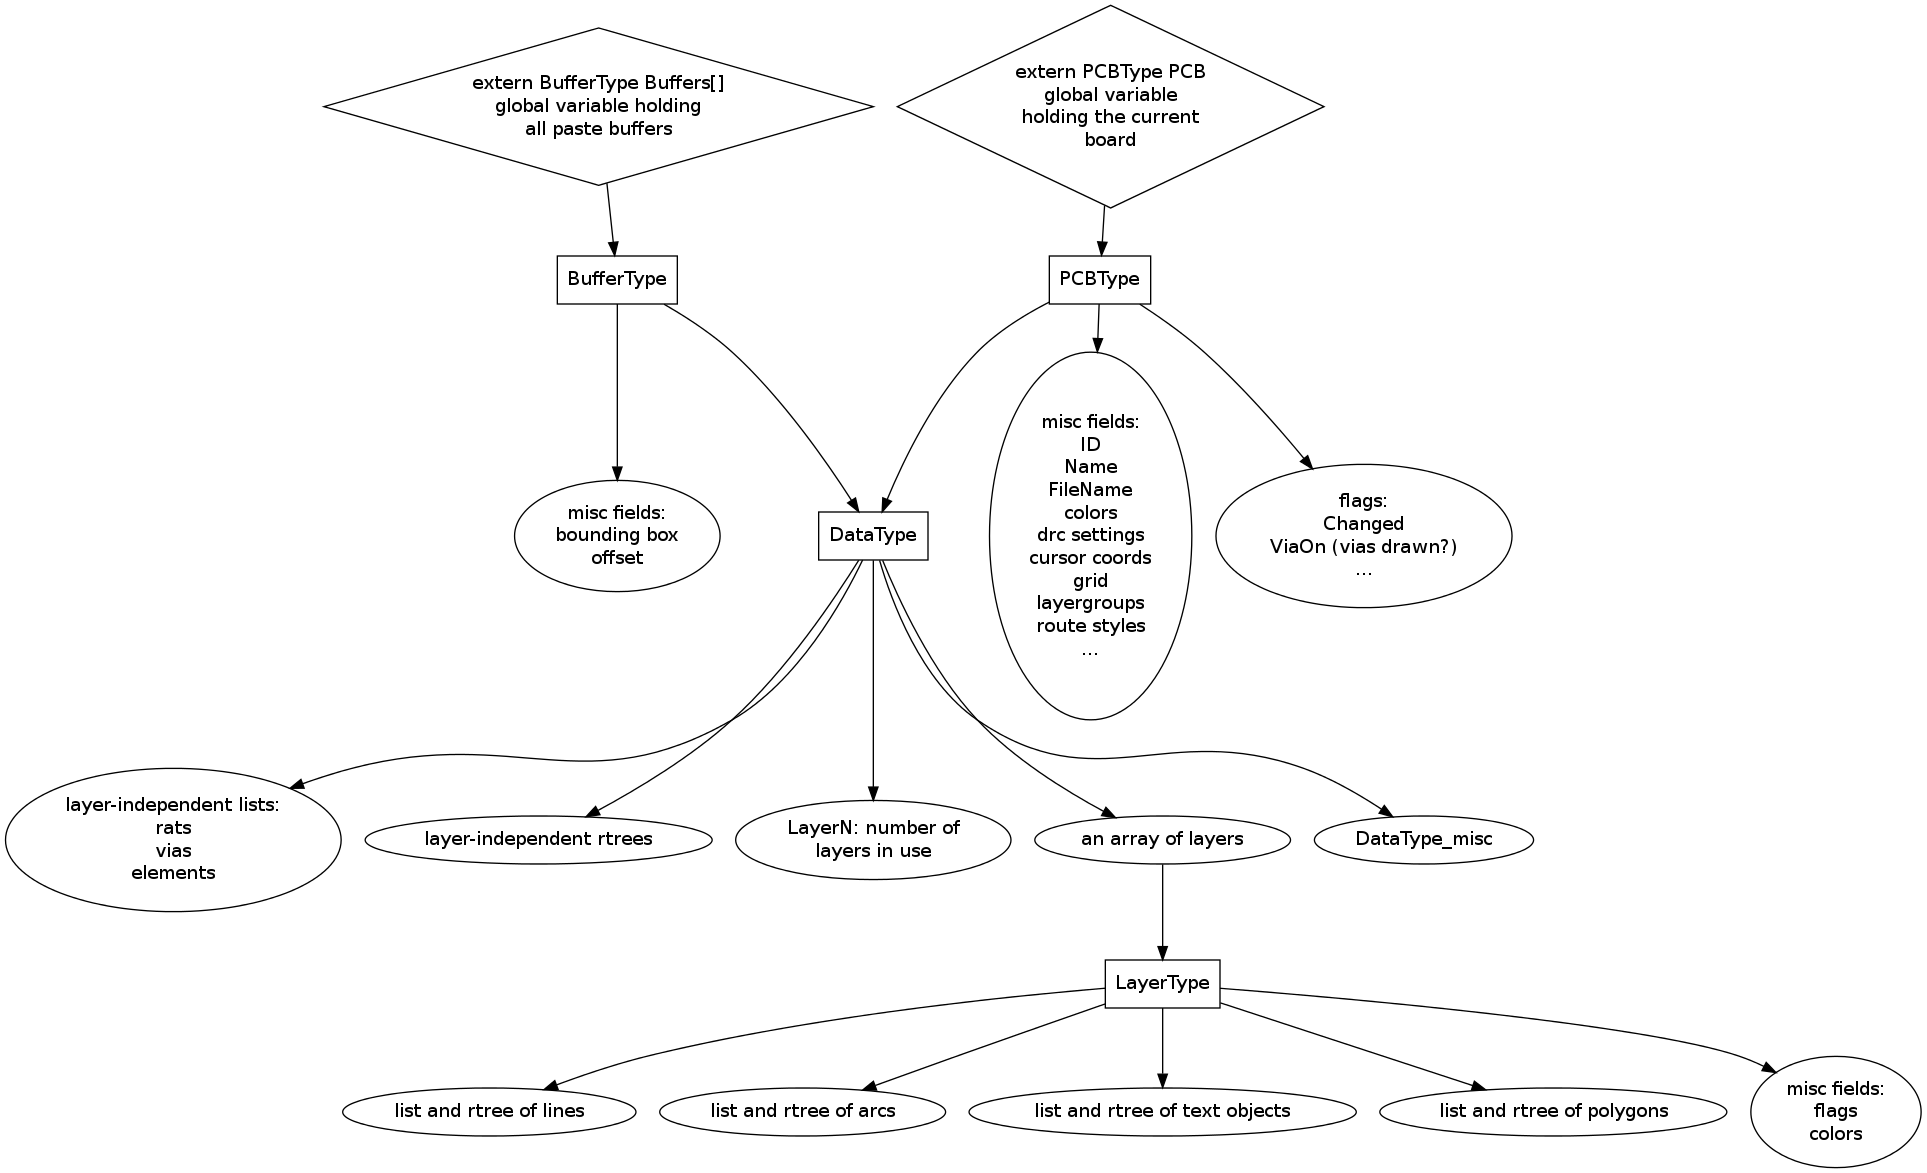 extern BufferType Buffers[]
global variable holding
all paste buffers
extern PCBType PCB
global variable
holding the current
board
BufferType
PCBType
misc fields:
bounding box
offset
DataType
misc fields:
ID
Name
FileName
colors
drc settings
cursor coords
grid
layergroups
route styles
...
flags:
Changed
ViaOn (vias drawn?)
...
layer-independent lists:
rats
vias
elements
layer-independent rtrees
LayerN: number of
layers in use
an array of layers
DataType_misc
LayerType
list and rtree of lines
list and rtree of arcs
list and rtree of text objects
list and rtree of polygons
misc fields:
flags
colors